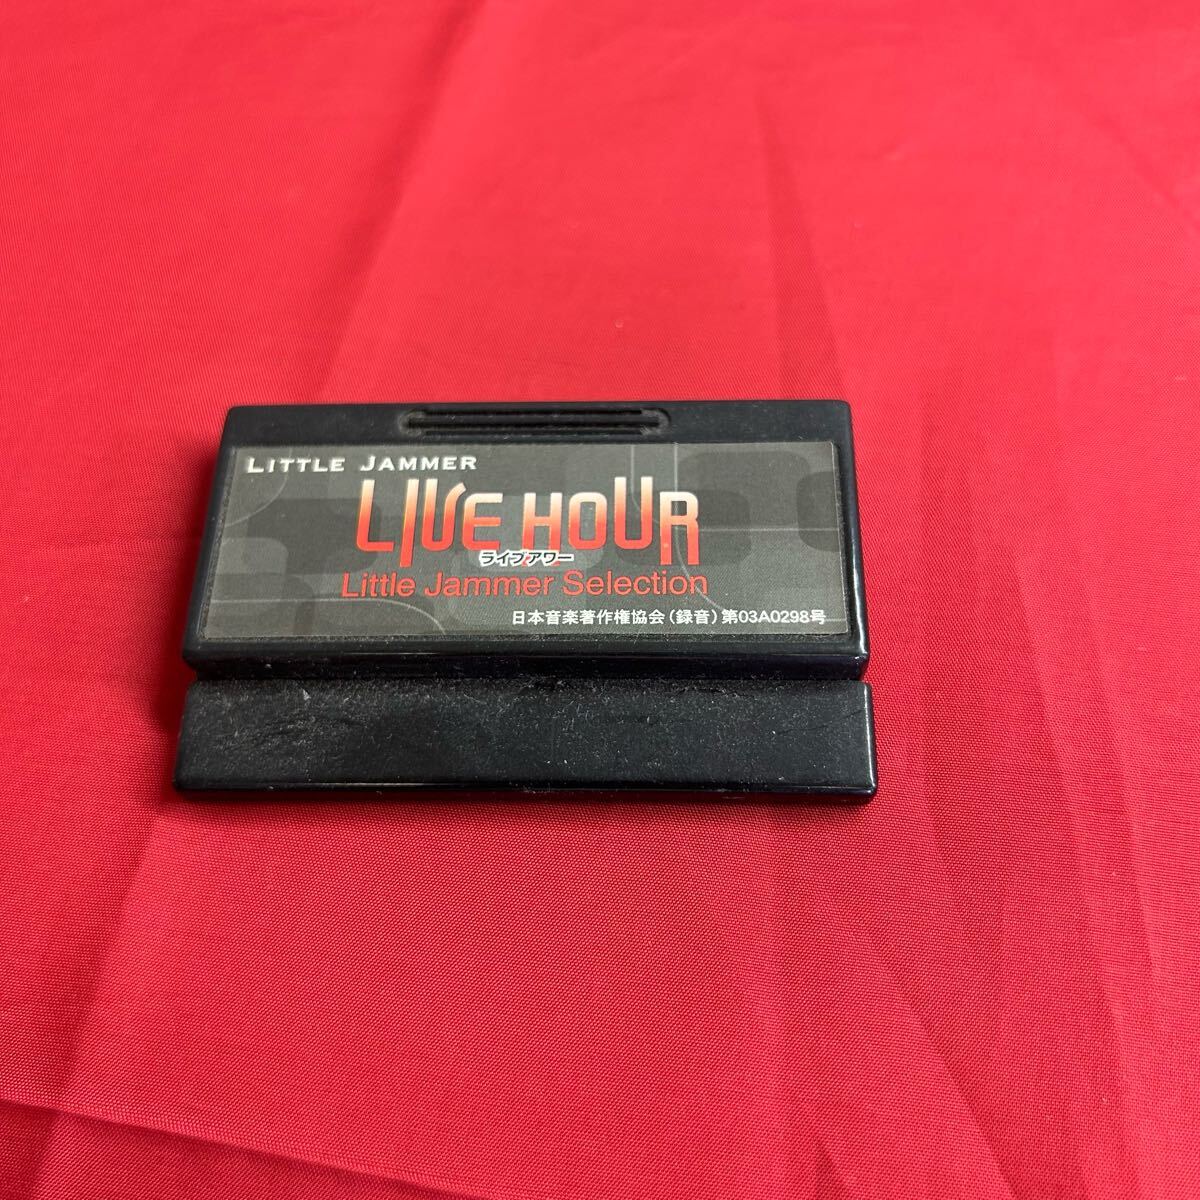 LITTLE JAMMER
LIVE HOUR
ライブアワー
Little Jammer Selection
日本音楽著作権協会(録音)第03A0298号